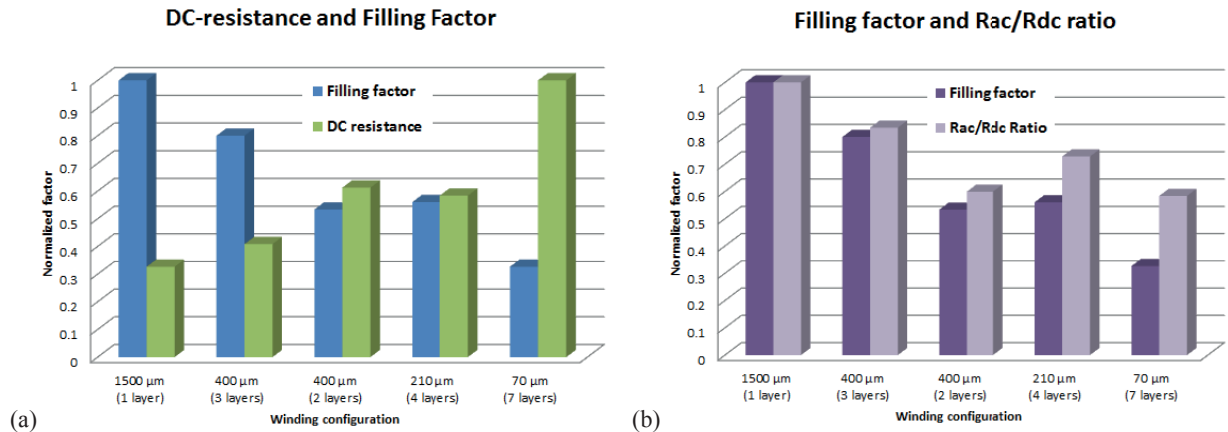 DC-resistance and Filling Factor
Filling factor
DC resistance
Normalized factor
1
0.9
0.8
0.7
0.6
0.5
0.4
0.3
0.2
0.1
0
1500 µm
(1 layer)
400 µm
(3 layers)
400 µm
(2 layers)
210 µm
(4 layers)
70 µm
(7 layers)
Winding configuration
(a)
Filling factor and Rac/Rdc ratio
Filling factor
Rac/Rdc Ratio
Normalized factor
1
0.9
0.8
0.7
0.6
0.5
0.4
0.3
0.2
0.1
0
1500 µm
(1 layer)
400 µm
(3 layers)
400 µm
(2 layers)
210 µm
(4 layers)
70 µm
(7 layers)
Winding configuration
(b)